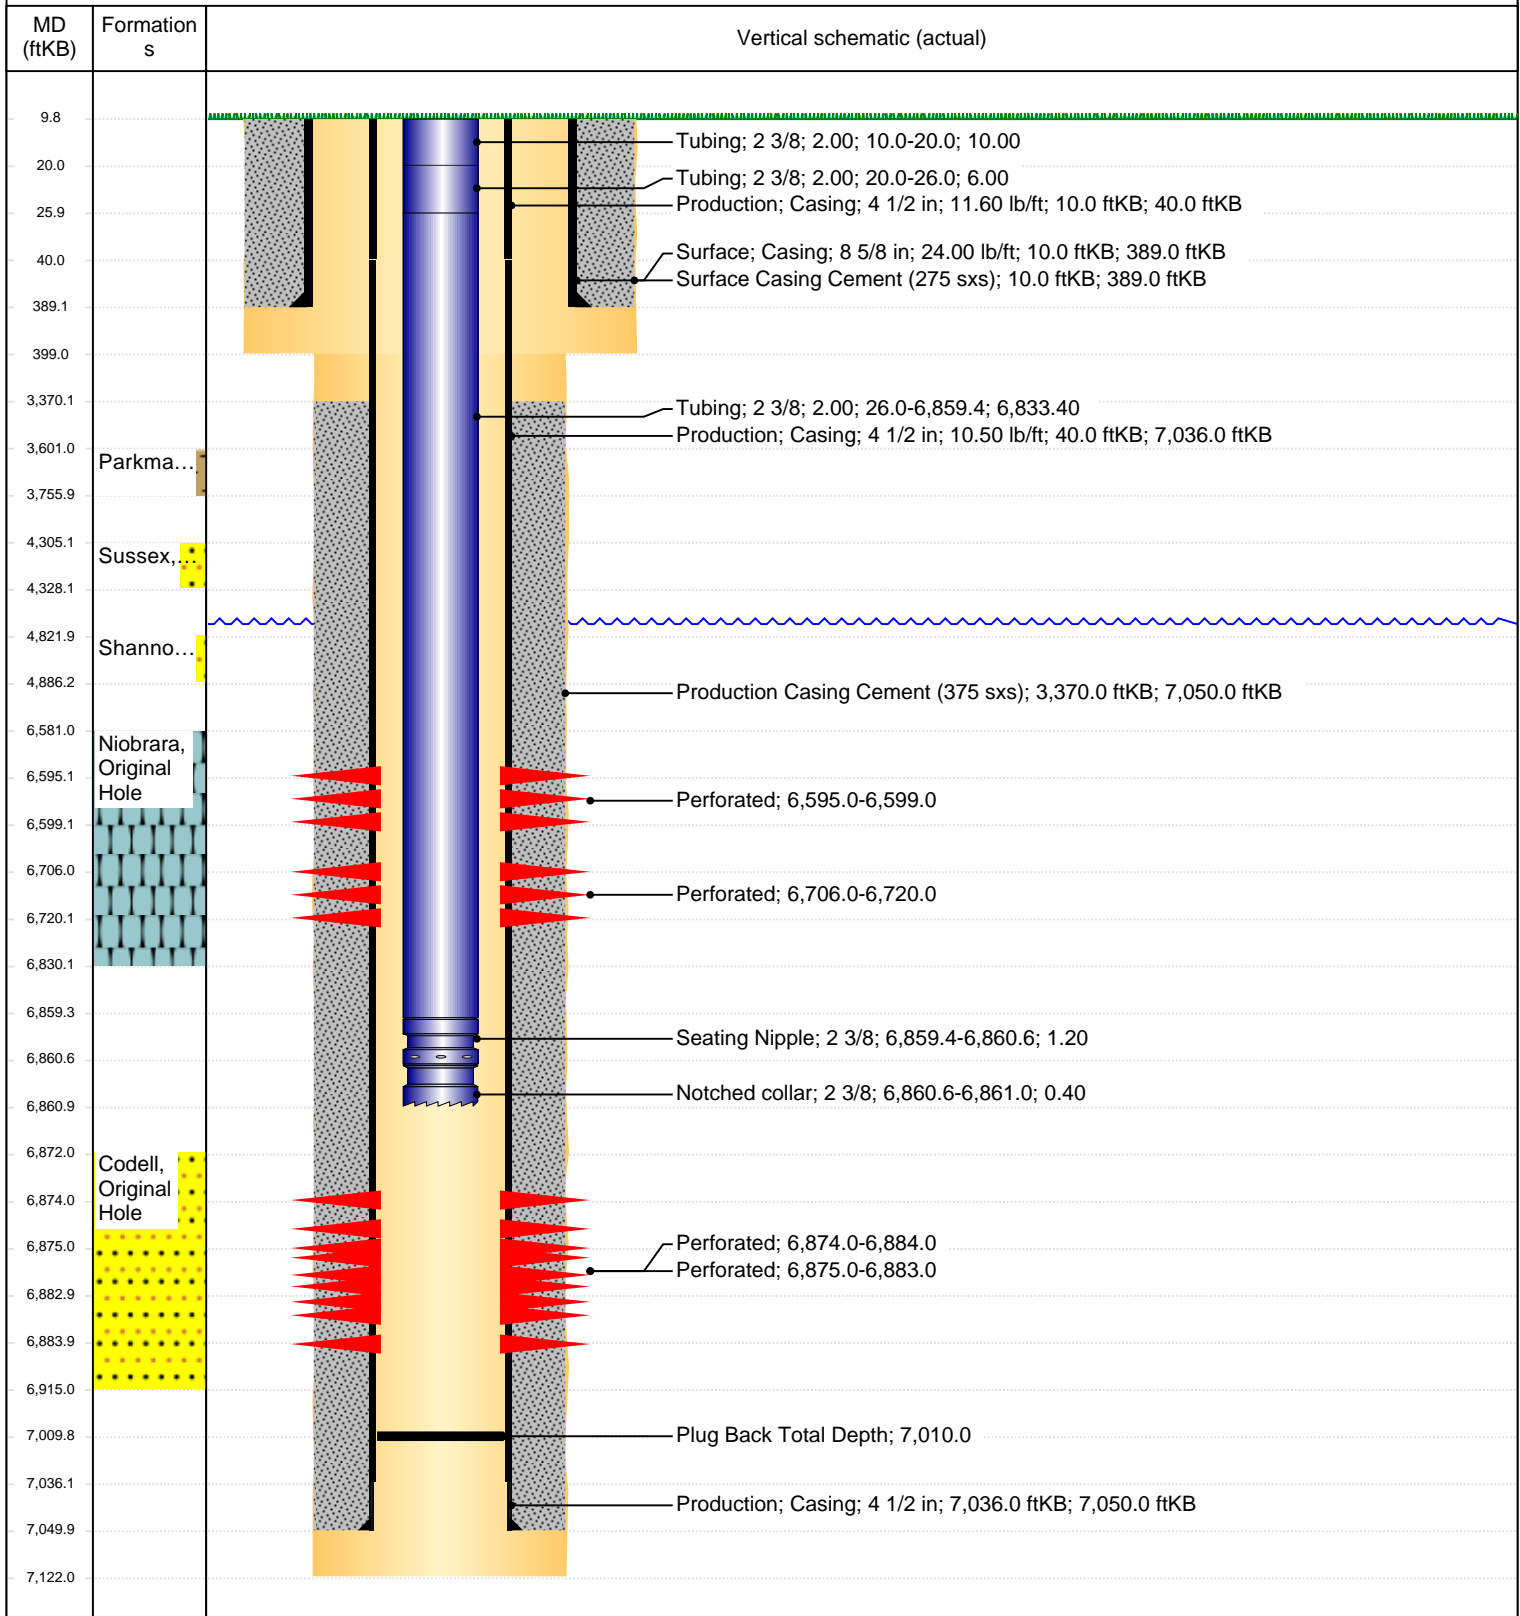 MD
(ftKB)
Formation
s
Vertical schematic (actual)
9.8
Tubing; 2 3/8; 2.00; 10.0-20.0; 10.00
20.0
Tubing; 2 3/8; 2.00; 20.0-26.0; 6.00
Production; Casing; 4 1/2 in; 11.60 lb/ft; 10.0 ftKB; 40.0 ftKB
25.9
Surface; Casing; 8 5/8 in; 24.00 lb/ft; 10.0 ftKB; 389.0 ftKB
40.0
Surface Casing Cement (275 sxs); 10.0 ftKB; 389.0 ftKB
389.1
399.0
3,370.1
Tubing; 2 3/8; 2.00; 26.0-6,859.4; 6,833.40
Production; Casing; 4 1/2 in; 10.50 lb/ft; 40.0 ftKB; 7,036.0 ftKB
3,601.0
Parkma...
3,755.9
4,305.1
Sussex,...
4,328.1
4,821.9
Shanno...
4,886.2
Production Casing Cement (375 sxs); 3,370.0 ftKB; 7,050.0 ftKB
6,581.0
Niobrara,
Original
Hole
6,595.1
Perforated; 6,595.0-6,599.0
6,599.1
6,706.0
Perforated; 6,706.0-6,720.0
6,720.1
6,830.1
6,859.3
Seating Nipple; 2 3/8; 6,859.4-6,860.6; 1.20
6,860.6
Notched collar; 2 3/8; 6,860.6-6,861.0; 0.40
6,860.9
6,872.0
Codell,
Original
Hole
6,874.0
Perforated; 6,874.0-6,884.0
6,875.0
Perforated; 6,875.0-6,883.0
6,882.9
6,883.9
6,915.0
Plug Back Total Depth; 7,010.0
7,009.8
7,036.1
Production; Casing; 4 1/2 in; 7,036.0 ftKB; 7,050.0 ftKB
7,049.9
7,122.0